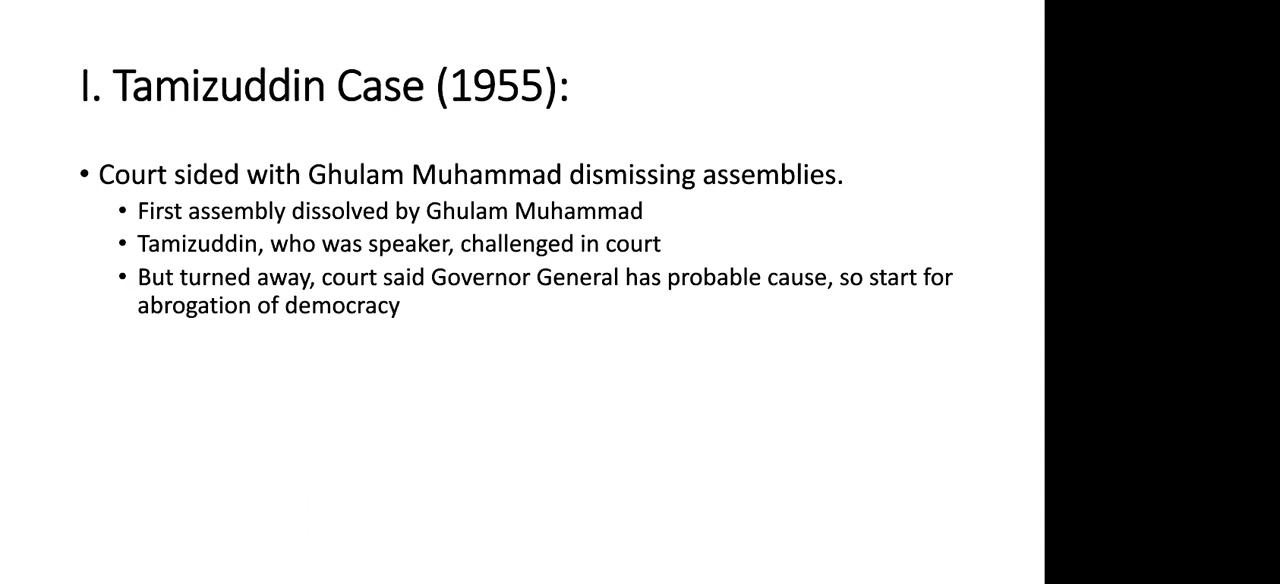 I. Tamizuddin Case (1955):
• Court sided with Ghulam Muhammad dismissing assemblies.
• First assembly dissolved by Ghulam Muhammad
• Tamizuddin, who was speaker, challenged in court
• But turned away, court said Governor General has probable cause, so start for
abrogation of democracy